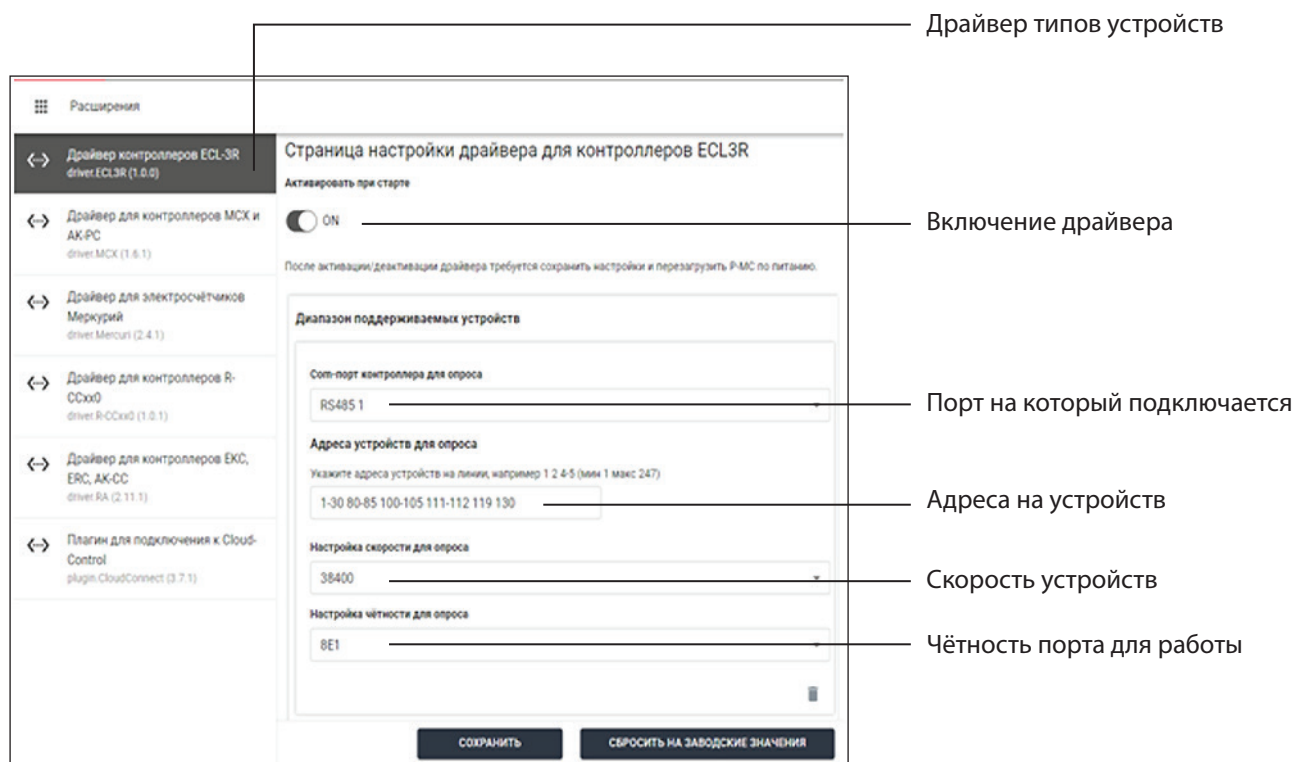 Драйвер типов устройств
Расширения
Драйвер контроллеров ECL-3R
driver.ECL3R (1.0.0)
Драйвер для контроллеров MCX и
AK-PC
driver.MCX (1.6.1)
Драйвер для электросчётчиков
Меркурий
driver.Mercuri (2.4.1)
Драйвер для контроллеров R-
CCxx0
driver.R-CCxx0 (1.0.1)
Драйвер для контроллеров EKC,
ERC, AK-CC
driver.RA (2.11.1)
Плагин для подключения к Cloud-
Control
plugin.CloudConnect (3.7.1)
Страница настройки драйвера для контроллеров ECL3R
Активировать при старте
ON
Включение драйвера
После активации/деактивации драйвера требуется сохранить настройки и перезагрузить P-MC по питанию.
Диапазон поддерживаемых устройств
Com-порт контроллера для опроса
RS485 1
Порт на который подключается
Адреса устройств для опроса
Укажите адреса устройств на линии, например 1 2 4-5 (мин 1 макс 247)
1-30 80-85 100-105 111-112 119 130
Адреса на устройств
Настройка скорости для опроса
38400
Скорость устройств
Настройка чётности для опроса
8E1
Чётность порта для работы
СОХРАНИТЬ
СБРОСИТЬ НА ЗАВОДСКИЕ ЗНАЧЕНИЯ